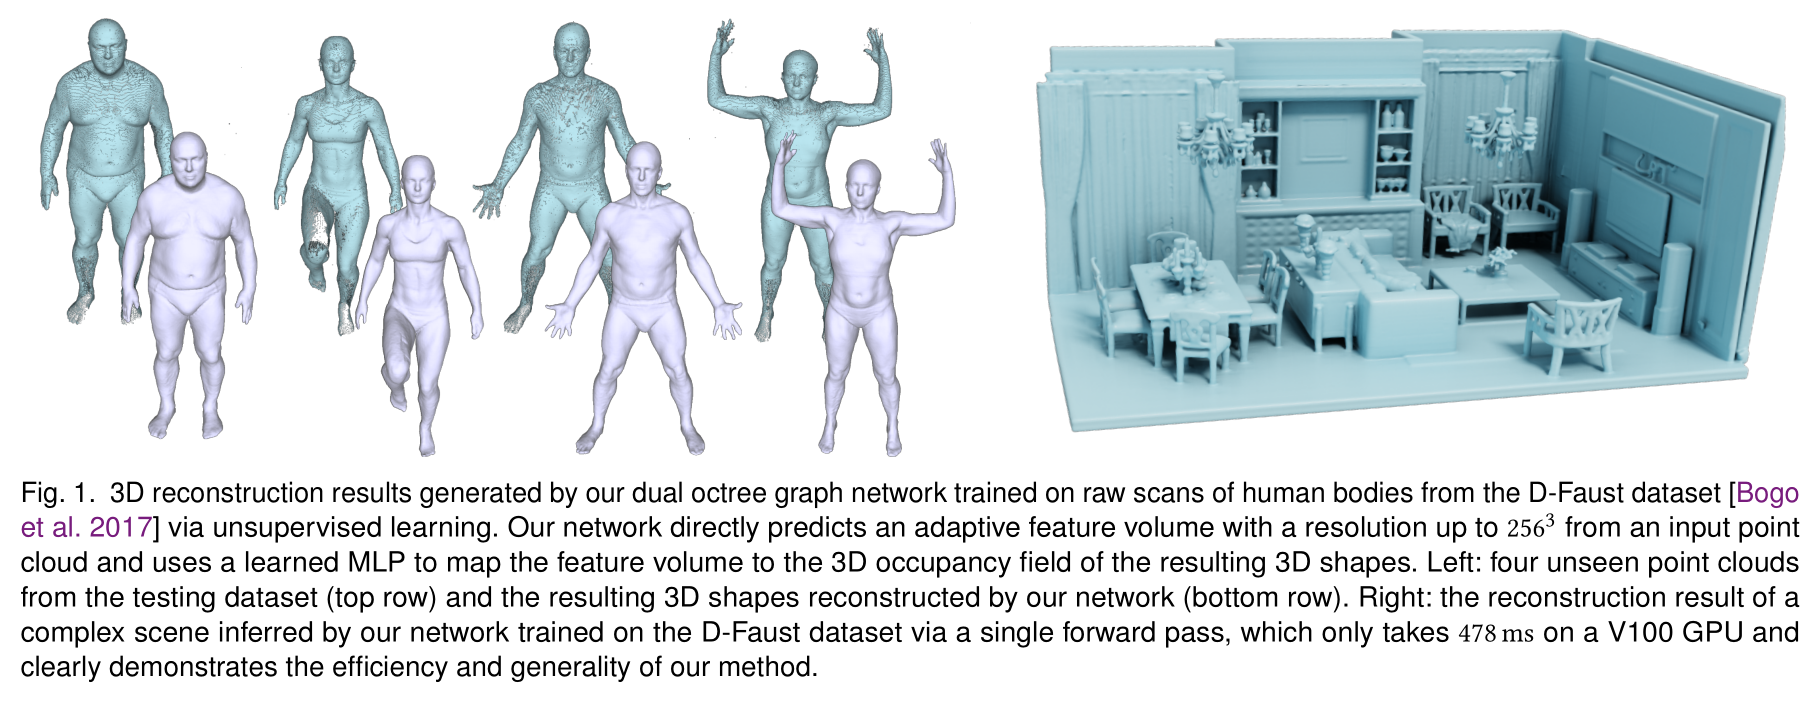 Fig. 1. 3D reconstruction results generated by our dual octree graph network trained on raw scans of human bodies from the D-Faust dataset [Bogo
et al. 2017] via unsupervised learning. Our network directly predicts an adaptive feature volume with a resolution up to 256³ from an input point
cloud and uses a learned MLP to map the feature volume to the 3D occupancy field of the resulting 3D shapes. Left: four unseen point clouds
from the testing dataset (top row) and the resulting 3D shapes reconstructed by our network (bottom row). Right: the reconstruction result of a
complex scene inferred by our network trained on the D-Faust dataset via a single forward pass, which only takes 478 ms on a V100 GPU and
clearly demonstrates the efficiency and generality of our method.